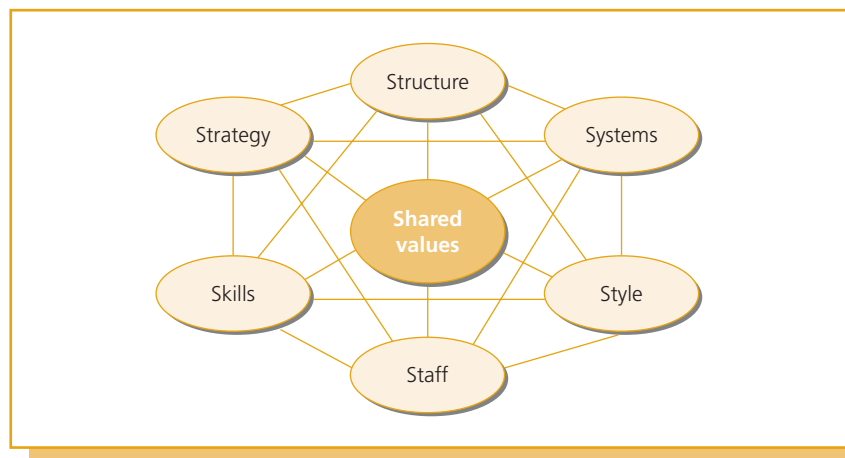 Structure
Strategy
Systems
Shared
values
Skills
Style
Staff